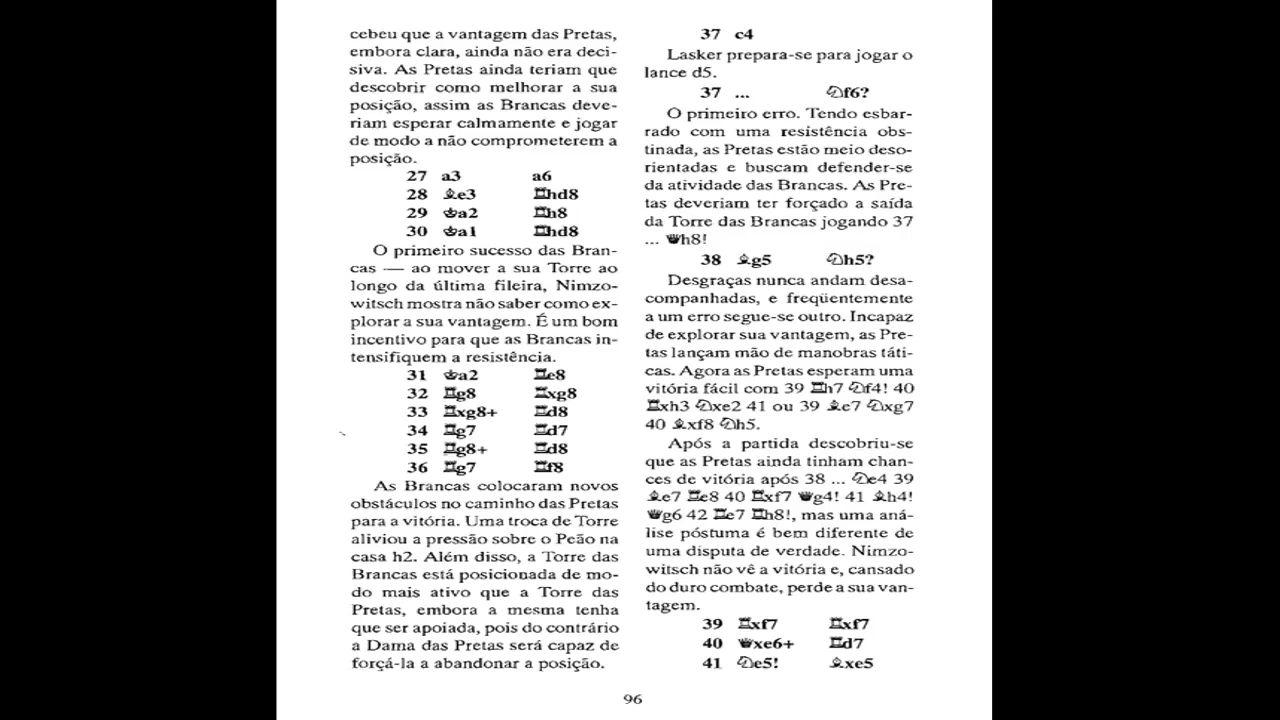 cebeu que a vantagem das Pretas,
embora clara, ainda não era deci-
siva. As Pretas ainda teriam que
descobrir como melhorar a sua
posição, assim as Brancas deve-
riam esperar calmamente e jogar
de modo a não comprometerem a
posição.
27 a3 a6
28 ♗e3 ♖hd8
29 ♔a2 ♖h8
30 ♔a1 ♖hd8
O primeiro sucesso das Bran-
cas — ao mover a sua Torre ao
longo da última fileira, Nimzo-
witsch mostra não saber como ex-
plorar a sua vantagem. É um bom
incentivo para que as Brancas in-
tensifiquem a resistência.
31 ♔a2 ♖e8
32 ♖g8 ♖xg8
33 ♖xg8+ ♖d8
34 ♖g7 ♖d7
35 ♖g8+ ♖d8
36 ♖g7 ♖f8
As Brancas colocaram novos
obstáculos no caminho das Pretas
para a vitória. Uma troca de Torre
aliviou a pressão sobre o Peão na
casa h2. Além disso, a Torre das
Brancas está posicionada de mo-
do mais ativo que a Torre das
Pretas, embora a mesma tenha
que ser apoiada, pois do contrário
a Dama das Pretas será capaz de
forçá-la a abandonar a posição.
37 c4
Lasker prepara-se para jogar o
lance d5.
37 ... ♘f6?
O primeiro erro. Tendo esbar-
rado com uma resistência obs-
tinada, as Pretas estão meio deso-
rientadas e buscam defender-se
da atividade das Brancas. As Pre-
tas deveriam ter forçado a saída
da Torre das Brancas jogando 37
... ♛h8!
38 ♗g5 ♘h5?
Desgraças nunca andam desa-
companhadas, e freqüentemente
a um erro segue-se outro. Incapaz
de explorar sua vantagem, as Pre-
tas lançam mão de manobras táti-
cas. Agora as Pretas esperam uma
vitória fácil com 39 ♖h7 ♘f4! 40
♖xh3 ♘xe2 41 ou 39 ♗e7 ♘xg7
40 ♗xf8 ♘h5.
Após a partida descobriu-se
que as Pretas ainda tinham chan-
ces de vitória após 38 ... ♘e4 39
♗e7 ♖e8 40 ♖xf7 ♛g4! 41 ♗h4!
♛g6 42 ♖e7 ♖h8!, mas uma aná-
lise póstuma é bem diferente de
uma disputa de verdade. Nimzo-
witsch não vê a vitória e, cansado
do duro combate, perde a sua van-
tagem.
39 ♖xf7 ♖xf7
40 ♛xe6+ ♖d7
41 ♘e5! ♗xe5
96